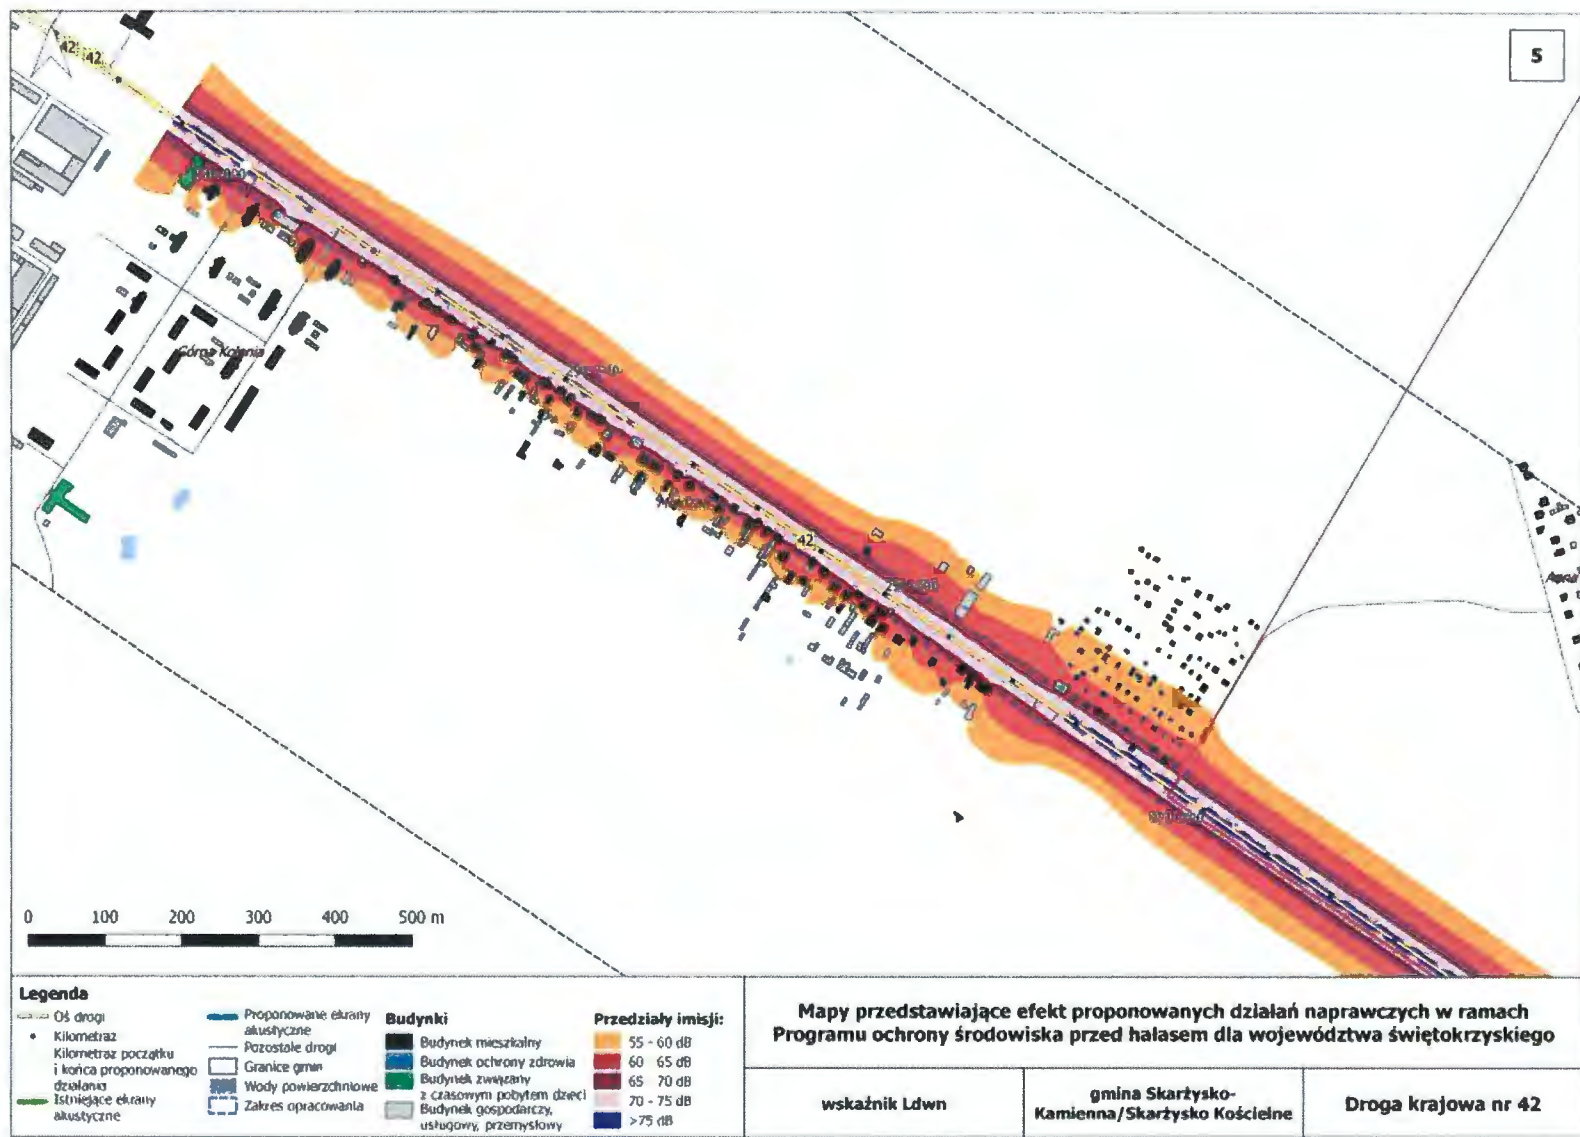 42
42
S
Górna Kolonia
42
0 100 200 300 400 500 m
Legenda
Oś drogi
Kilometraż
Kilometraż początku
i końca proponowanego
działania
Istniejące ekrany
akustyczne
Proponowane ekrany
akustyczne
Pozostałe drogi
Granice gmin
Wody powierzchniowe
Zakres opracowania
Budynki
Budynek mieszkalny
Budynek ochrony zdrowia
Budynek związany
z czasowym pobytem dzieci
Budynek gospodarczy,
usługowy, przemysłowy
Przedziały imisji:
55 - 60 dB
60 - 65 dB
65 - 70 dB
70 - 75 dB
>75 dB
Mapy przedstawiające efekt proponowanych działań naprawczych w ramach
Programu ochrony środowiska przed hałasem dla województwa świętokrzyskiego
wskaźnik Ldwn
gmina Skarżysko-
Kamienna/Skarżysko Kościelne
Droga krajowa nr 42